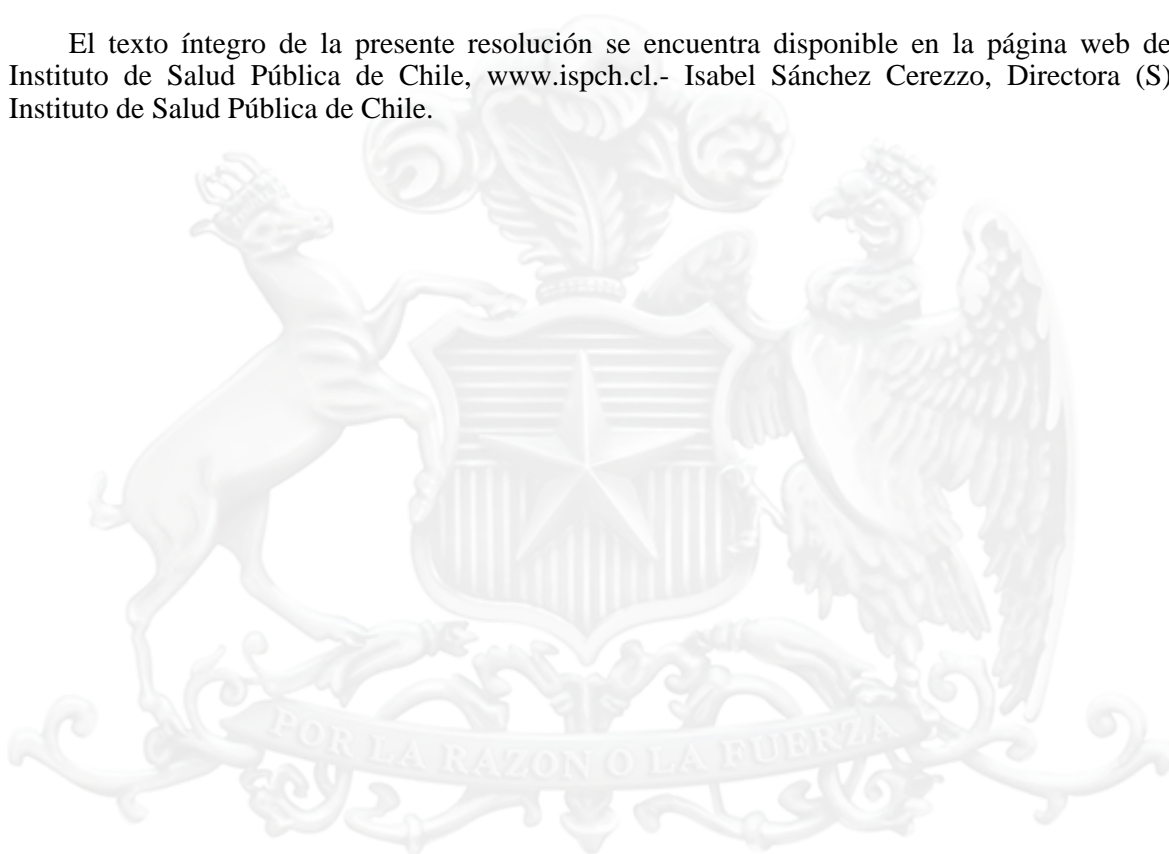 El texto íntegro de la presente resolución se encuentra disponible en la página web de
Instituto de Salud Pública de Chile, www.ispch.cl.- Isabel Sánchez Cerezzo, Directora (S)
Instituto de Salud Pública de Chile.
POR LA RAZON O LA FUERZA